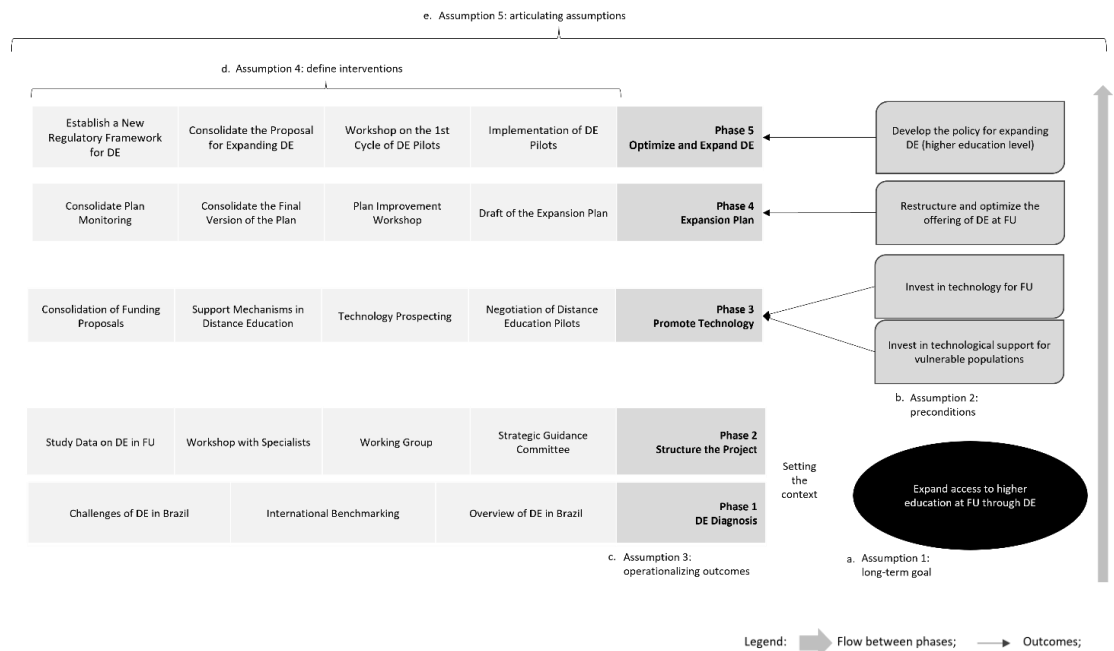 e. Assumption 5: articulating assumptions
d. Assumption 4: define interventions
Establish a New
Regulatory Framework
for DE
Consolidate the Proposal
for Expanding DE
Workshop on the 1st
Cycle of DE Pilots
Implementation of DE
Pilots
Phase 5
Optimize and Expand DE
Develop the policy for expanding
DE (higher education level)
Consolidate Plan
Monitoring
Consolidate the Final
Version of the Plan
Plan Improvement
Workshop
Draft of the Expansion Plan
Phase 4
Expansion Plan
Restructure and optimize the
offering of DE at FU
Consolidation of Funding
Proposals
Support Mechanisms in
Distance Education
Technology Prospecting
Negotiation of Distance
Education Pilots
Phase 3
Promote Technology
Invest in technology for FU
Invest in technological support for
vulnerable populations
b. Assumption 2:
preconditions
Study Data on DE in FU
Workshop with Specialists
Working Group
Strategic Guidance
Committee
Phase 2
Structure the Project
Setting
the
context
Expand access to higher
education at FU through DE
Challenges of DE in Brazil
International Benchmarking
Overview of DE in Brazil
Phase 1
DE Diagnosis
c. Assumption 3:
operationalizing outcomes
a. Assumption 1:
long-term goal
Legend: Flow between phases; Outcomes;